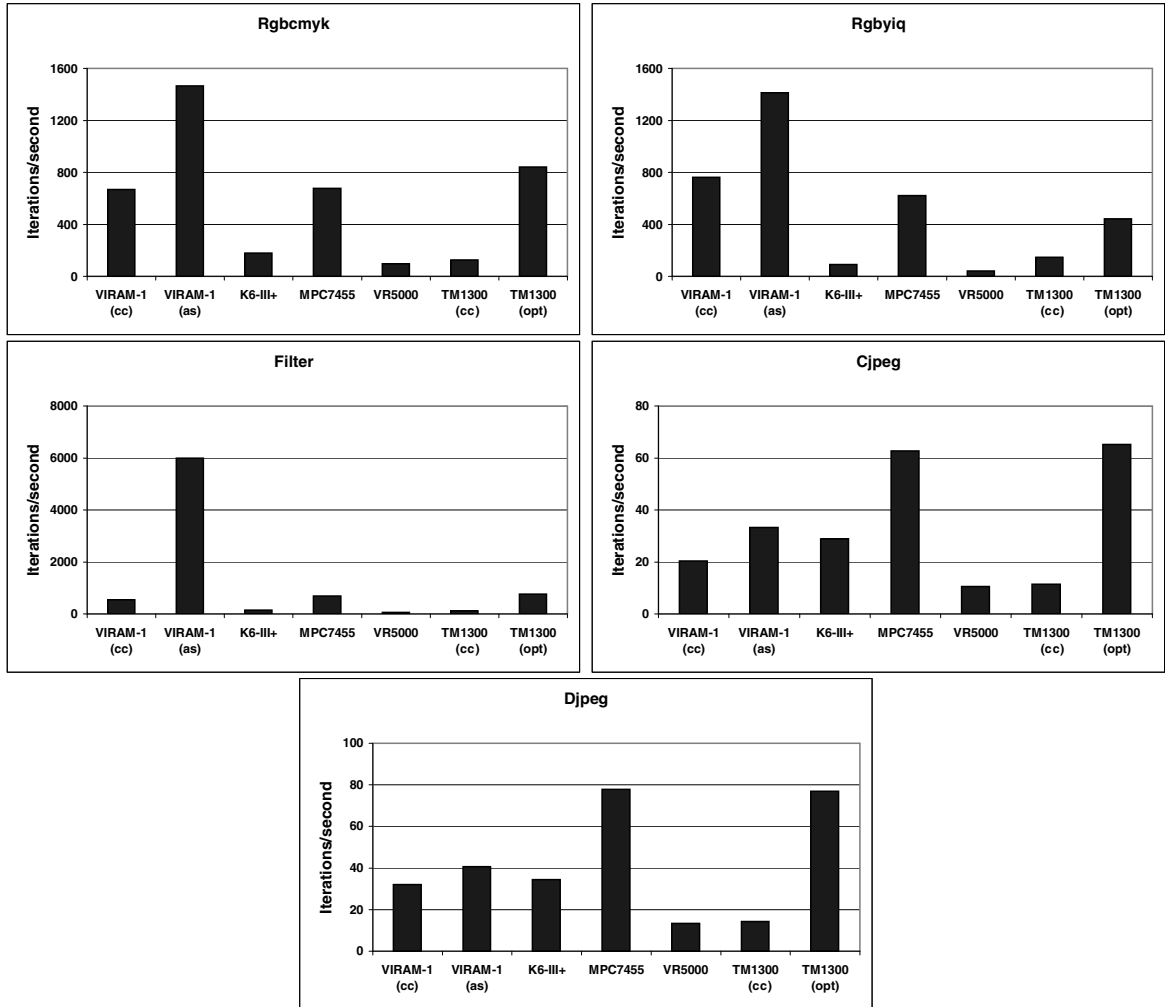 Rgbcmyk
Iterions/second
1600
1200
800
400
0
VIRAM-1 (cc)
VIRAM-1 (as)
K6-III+
MPC7455
VR5000
TM1300 (cc)
TM1300 (opt)
Rgbyiq
Iterations/second
1600
1200
800
400
0
VIRAM-1 (cc)
VIRAM-1 (as)
K6-III+
MPC7455
VR5000
TM1300 (cc)
TM1300 (opt)
Filter
Iterations/second
8000
6000
4000
2000
0
VIRAM-1 (cc)
VIRAM-1 (as)
K6-III+
MPC7455
VR5000
TM1300 (cc)
TM1300 (opt)
Cjpeg
Iterations/second
80
60
40
20
0
VIRAM-1 (cc)
VIRAM-1 (as)
K6-III+
MPC7455
VR5000
TM1300 (cc)
TM1300 (opt)
Djpeg
Iterations/second
100
80
60
40
20
0
VIRAM-1 (cc)
VIRAM-1 (as)
K6-III+
MPC7455
VR5000
TM1300 (cc)
TM1300 (opt)